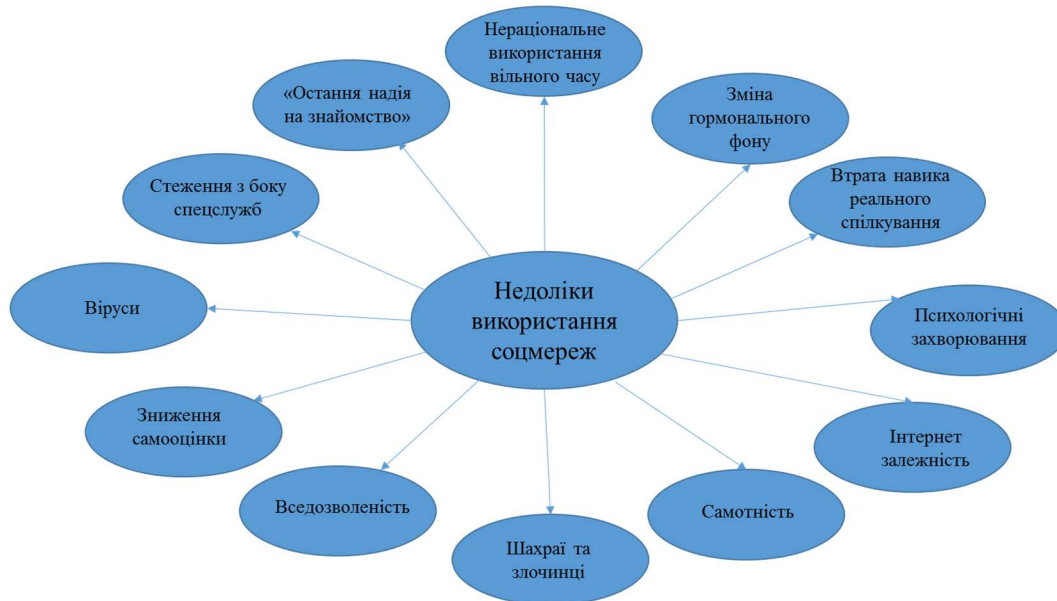 Нераціональне
використання
вільного часу
«Остання надія
на знайомство»
Зміна
гормонального
фону
Стеження з боку
спецслужб
Втрата навика
реального
спілкування
Віруси
Недоліки
використання
соцмереж
Психологічні
захворювання
Зниження
самооцінки
Інтернет
залежність
Вседозволеність
Самотність
Шахраї та
злочинці